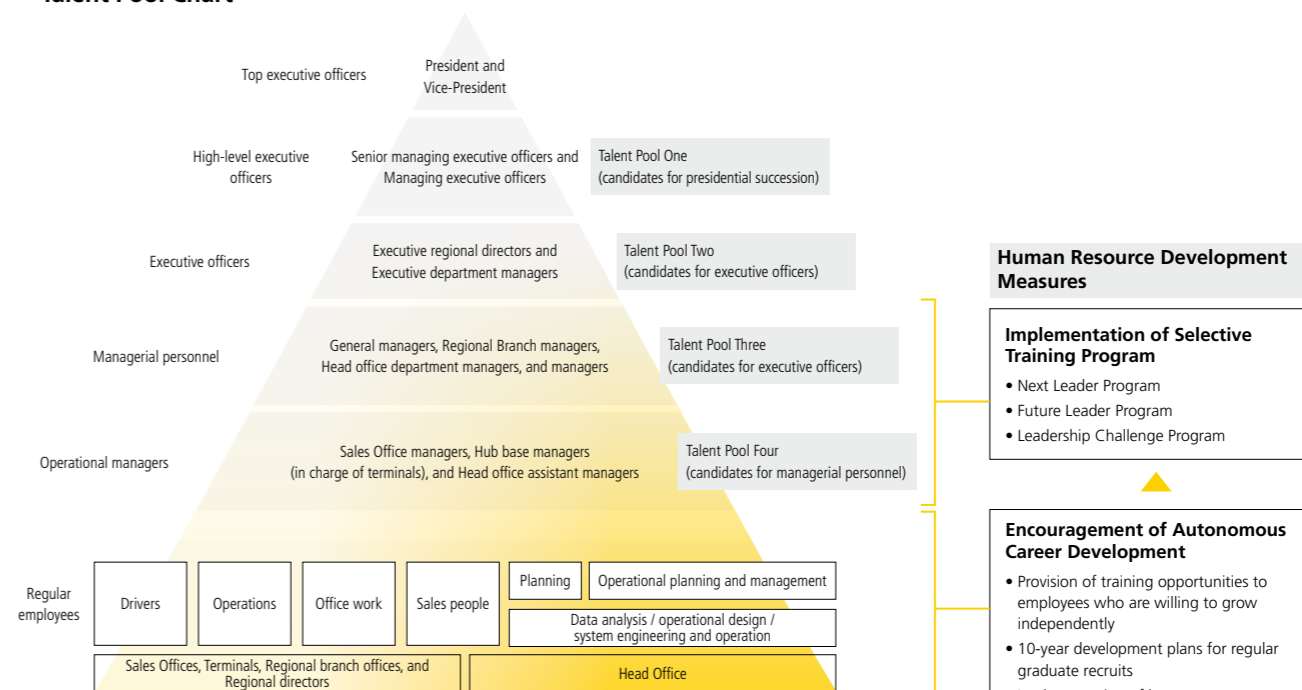 Talent Pool Chart
Top executive officers
President and
Vice-President
High-level executive
officers
Senior managing executive officers and
Managing executive officers
Talent Pool One
(candidates for presidential succession)
Executive officers
Executive regional directors and
Executive department managers
Talent Pool Two
(candidates for executive officers)
Managerial personnel
General managers, Regional Branch managers,
Head office department managers, and managers
Talent Pool Three
(candidates for executive officers)
Operational managers
Sales Office managers, Hub base managers
(in charge of terminals), and Head office assistant managers
Talent Pool Four
(candidates for managerial personnel)
Regular
employees
Drivers
Operations
Office work
Sales people
Planning
Operational planning and management
Data analysis / operational design /
system engineering and operation
Sales Offices, Terminals, Regional branch offices, and
Regional directors
Head Office
Human Resource Development
Measures
Implementation of Selective
Training Program
• Next Leader Program
• Future Leader Program
• Leadership Challenge Program
Encouragement of Autonomous
Career Development
• Provision of training opportunities to
employees who are willing to grow
independently
• 10-year development plans for regular
graduate recruits